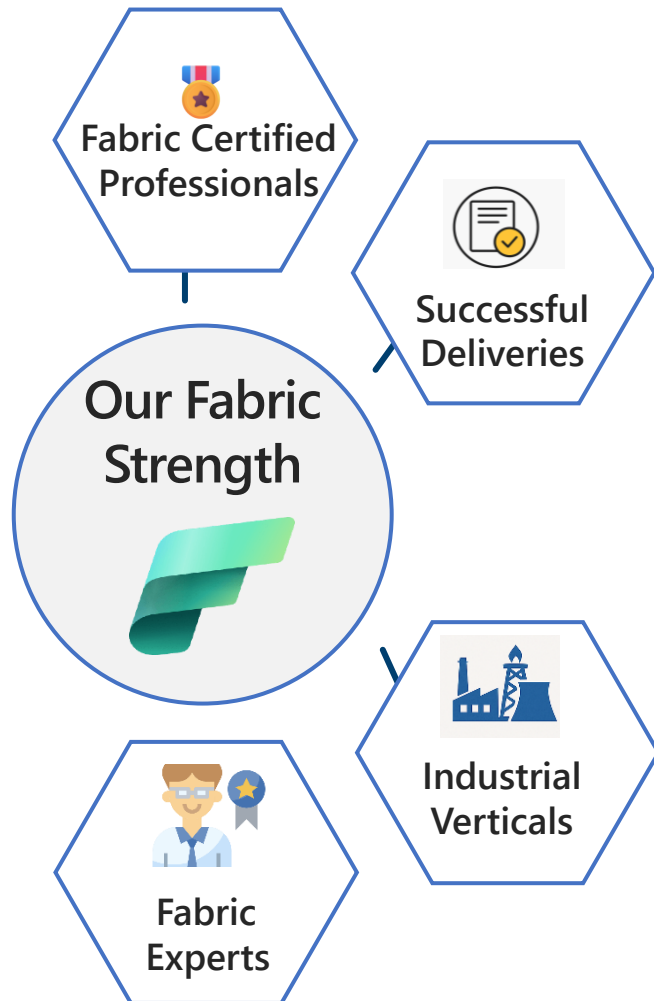 Fabric Certified
Professionals
Successful
Deliveries
Our Fabric
Strength
Industrial
Verticals
Fabric
Experts